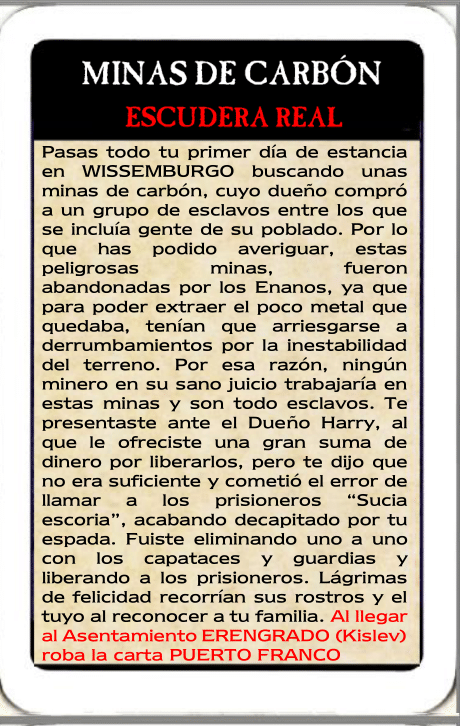 MINAS DE CARBÓN
ESCUDERA REAL
Pasas todo tu primer día de estancia
en WISSEMBURGO buscando unas
minas de carbón, cuyo dueño compró
a un grupo de esclavos entre los que
se incluía gente de su poblado. Por lo
que has podido averiguar, estas
peligrosas minas, fueron
abandonadas por los Enanos, ya que
para poder extraer el poco metal que
quedaba, tenían que arriesgarse a
derrumbamientos por la inestabilidad
del terreno. Por esa razón, ningún
minero en su sano juicio trabajaría en
estas minas y son todo esclavos. Te
presentaste ante el Dueño Harry, al
que le ofreciste una gran suma de
dinero por liberarlos, pero te dijo que
no era suficiente y cometió el error de
llamar a los prisioneros “Sucia
escoria”, acabando decapitado por tu
espada. Fuiste eliminando uno a uno
con los capataces y guardias y
liberando a los prisioneros. Lágrimas
de felicidad recorrían sus rostros y el
tuyo al reconocer a tu familia. Al llegar
al Asentamiento ERENGRADO (Kislev)
roba la carta PUERTO FRANCO